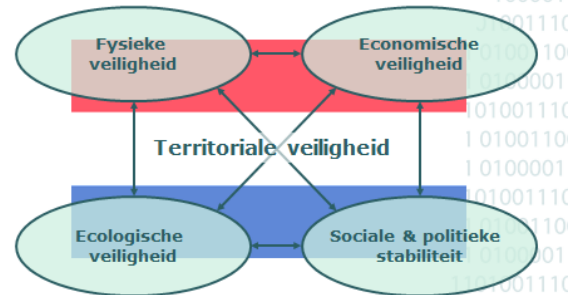 Fysieke
veiligheid
Economische
veiligheid
Territoriale veiligheid
Ecologische
veiligheid
Sociale & politieke
stabiliteit